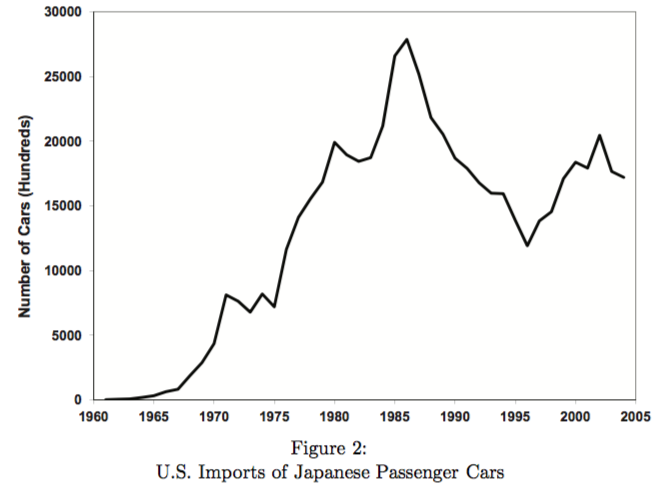 30000
25000
20000
15000
10000
5000
0
Number of Cars (Hundreds)
1960 1965 1970 1975 1980 1985 1990 1995 2000 2005
Figure 2:
U.S. Imports of Japanese Passenger Cars